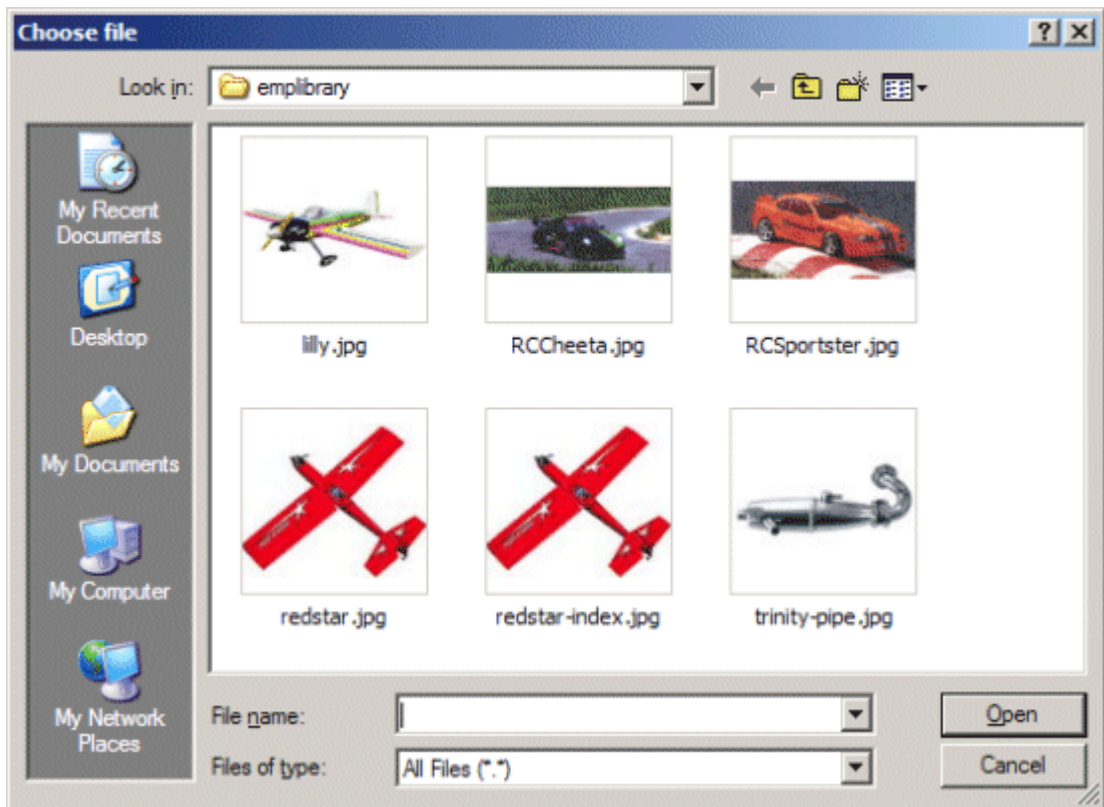 Choose file
Look in:
emplibrary
My Recent
Documents
Desktop
My Documents
My Computer
My Network
Places
lilly.jpg
RCCheeta.jpg
RCSportster.jpg
redstar.jpg
redstar-index.jpg
trinity-pipe.jpg
File name:
Open
Files of type:
All Files (*.*)
Cancel